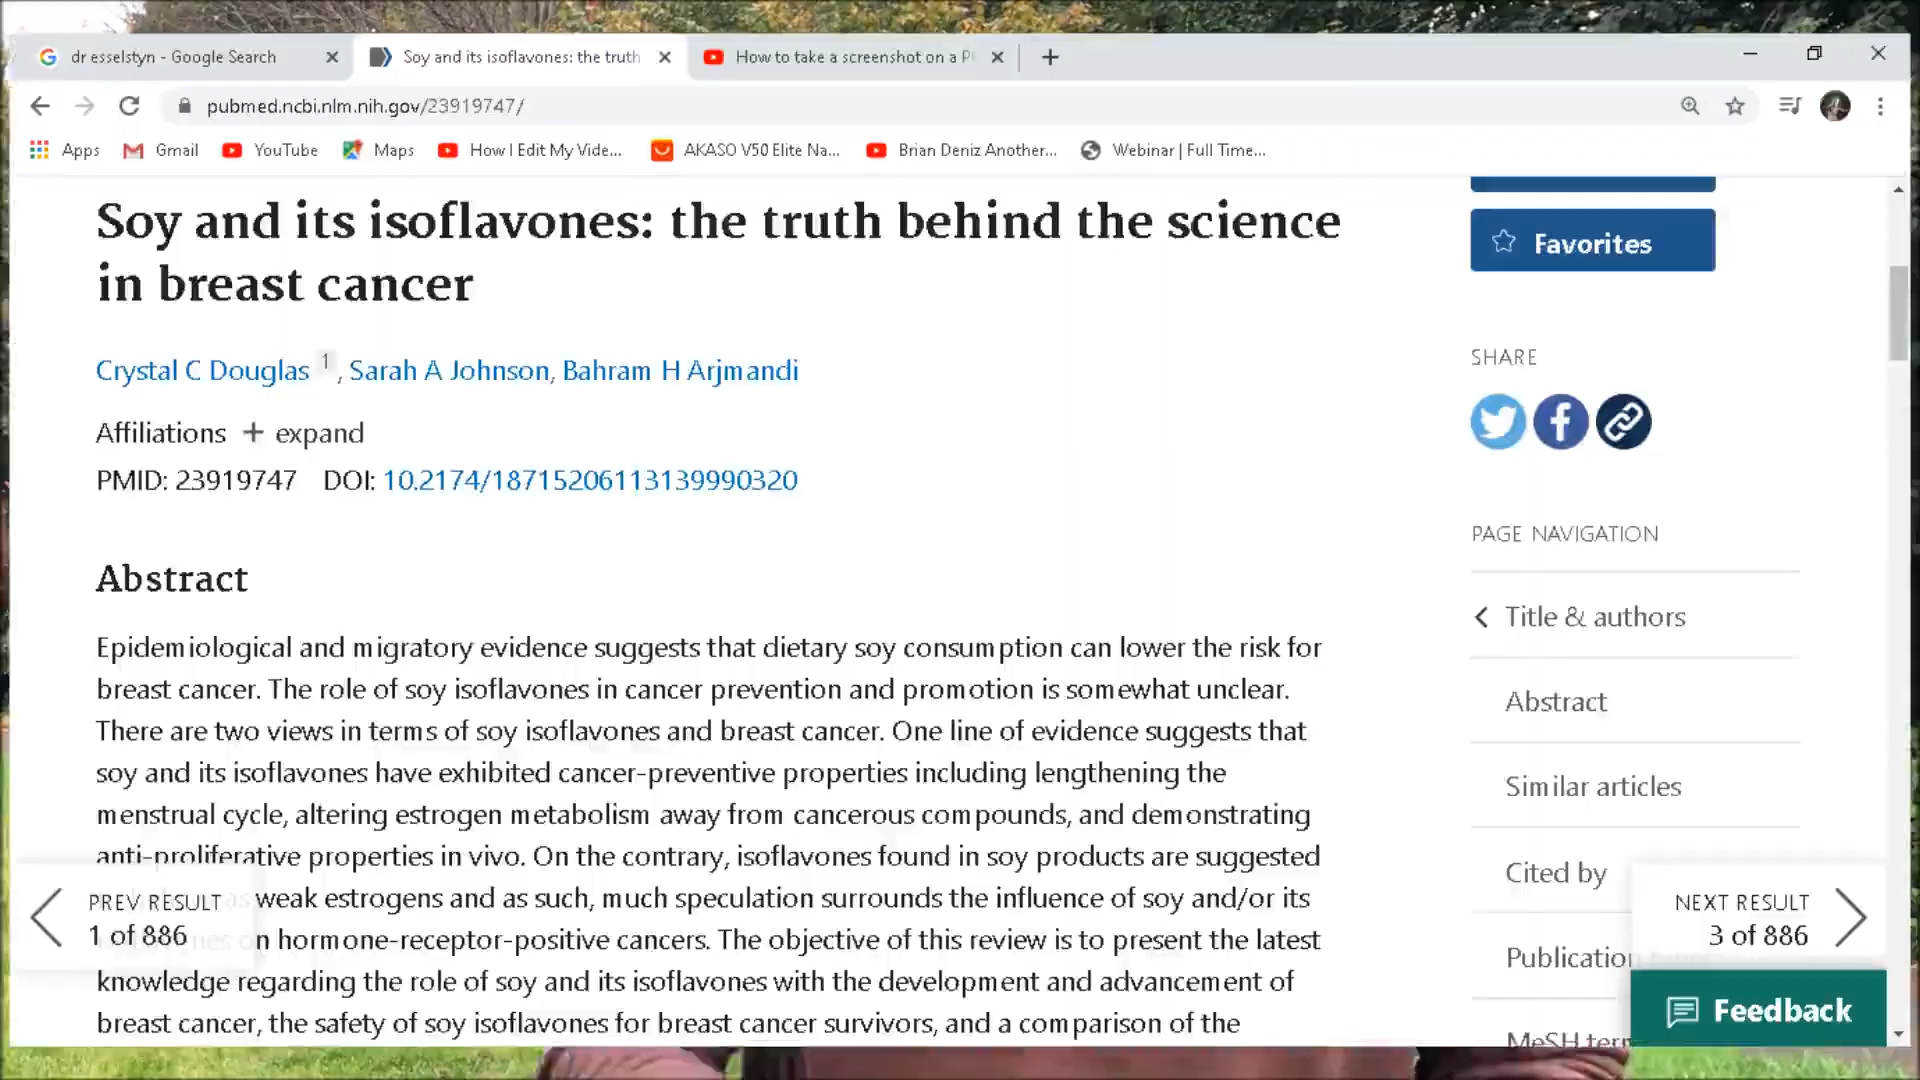 dr esselstyn - Google Search
Soy and its isoflavones: the truth
How to take a screenshot on a P
pubmed.ncbi.nlm.nih.gov/23919747/
Apps
Gmail
YouTube
Maps
How I Edit My Vide...
AKASO V50 Elite Na...
Brian Deniz Another...
Webinar | Full Time...
Soy and its isoflavones: the truth behind the science
in breast cancer
Crystal C Douglas 1, Sarah A Johnson, Bahram H Arjmandi
Affiliations + expand
PMID: 23919747 DOI: 10.2174/18715206113139990320
Abstract
Epidemiological and migratory evidence suggests that dietary soy consumption can lower the risk for
breast cancer. The role of soy isoflavones in cancer prevention and promotion is somewhat unclear.
There are two views in terms of soy isoflavones and breast cancer. One line of evidence suggests that
soy and its isoflavones have exhibited cancer-preventive properties including lengthening the
menstrual cycle, altering estrogen metabolism away from cancerous compounds, and demonstrating
anti-proliferative properties in vivo. On the contrary, isoflavones found in soy products are suggested
as weak estrogens and as such, much speculation surrounds the influence of soy and/or its
on hormone-receptor-positive cancers. The objective of this review is to present the latest
knowledge regarding the role of soy and its isoflavones with the development and advancement of
breast cancer, the safety of soy isoflavones for breast cancer survivors, and a comparison of the
PREV RESULT
1 of 886
Favorites
SHARE
PAGE NAVIGATION
Title & authors
Abstract
Similar articles
Cited by
Publication
MeSH
NEXT RESULT
3 of 886
Feedback